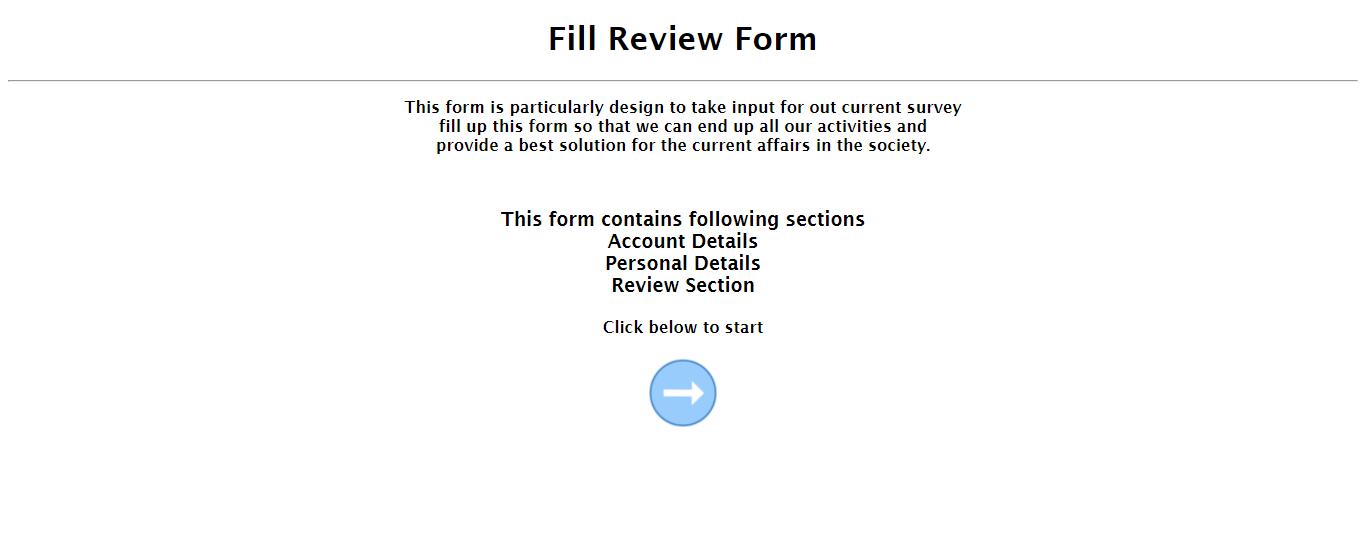 Fill Review Form
This form is particularly design to take input for out current survey
fill up this form so that we can end up all our activities and
provide a best solution for the current affairs in the society.
This form contains following sections
Account Details
Personal Details
Review Section
Click below to start